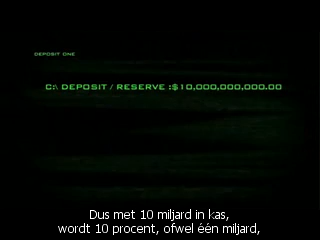 DEPOSIT ONE
C:\ DEPOSIT / RESERVE :$10,000,000,000.00
Dus met 10 miljard in kas,
wordt 10 procent, ofwel één miljard,